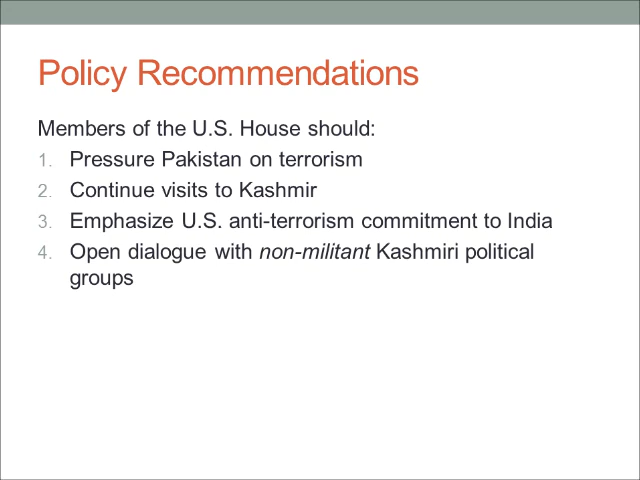 Policy Recommendations
Members of the U.S. House should:
1. Pressure Pakistan on terrorism
2. Continue visits to Kashmir
3. Emphasize U.S. anti-terrorism commitment to India
4. Open dialogue with non-militant Kashmiri political
groups